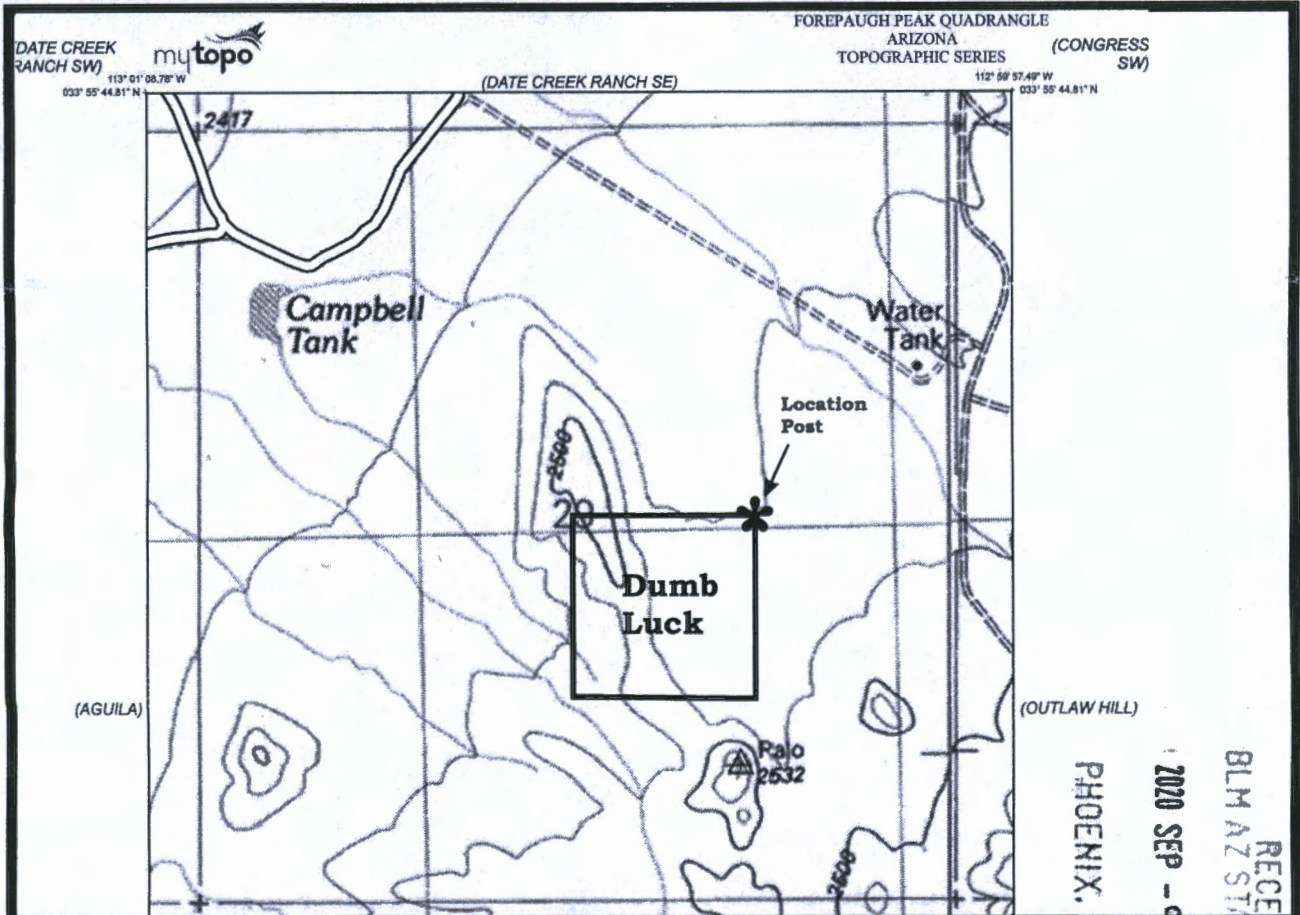 FOREPAUGH PEAK QUADRANGLE
ARIZONA
TOPOGRAPHIC SERIES
DATE CREEK
RANCH SW)
mytopo
(CONGRESS
SW)
113° 01' 08.78" W
(DATE CREEK RANCH SE)
112° 59' 57.49" W
033° 55' 44.81" N
033° 55' 44.81" N
2417
Campbell
Tank
Water
Tank
Location
Post
2500
29
Dumb
Luck
(AGUILA)
(OUTLAW HILL)
Palo
2532
2600
PHOENIX,
2020 SEP
BLM AZ ST
RECE